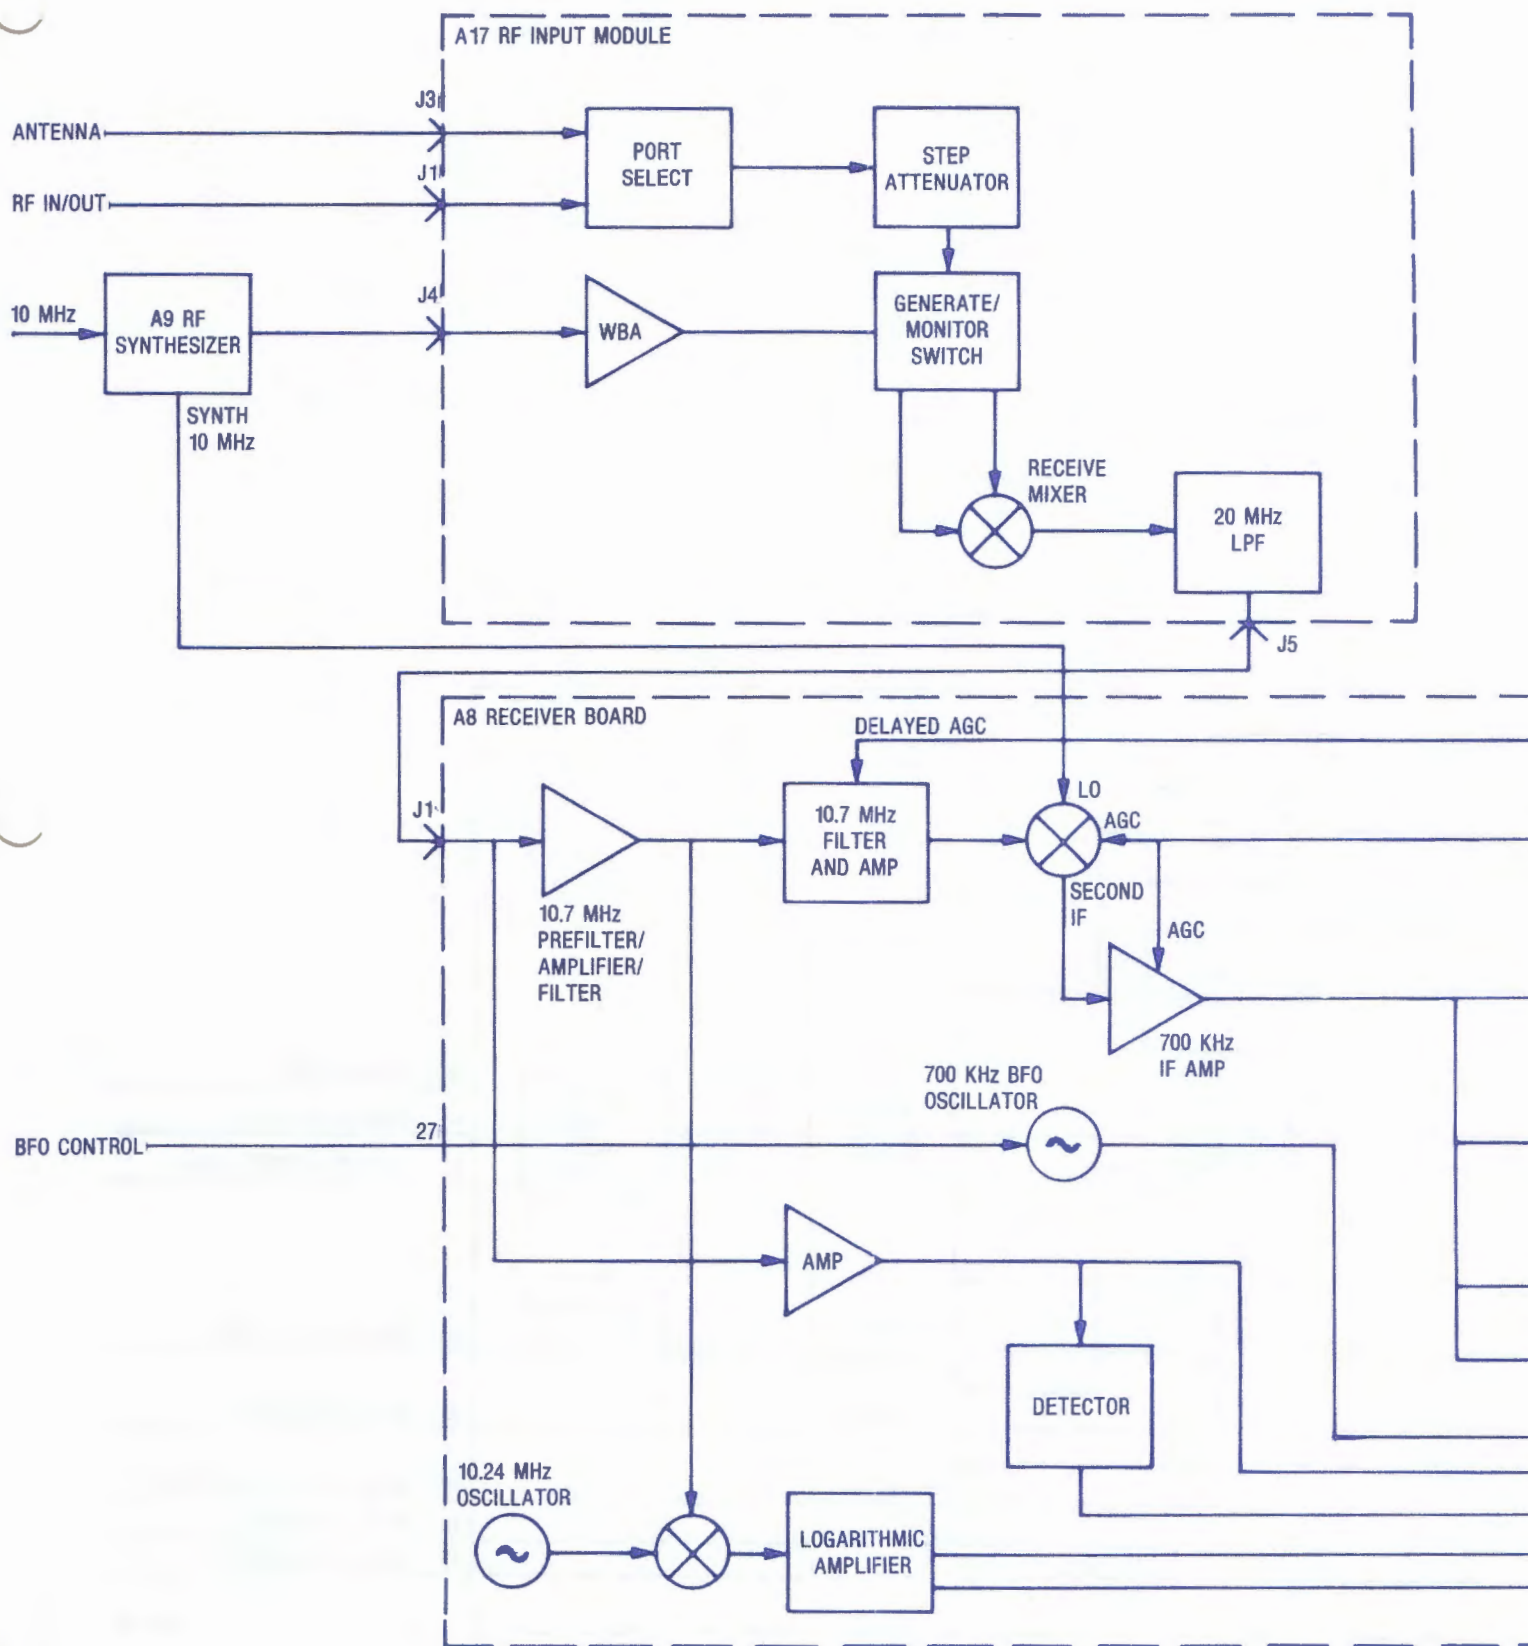 A17 RF INPUT MODULE
J3
ANTENNA
PORT
SELECT
STEP
ATTENUATOR
J1
RF IN/OUT
J4
10 MHz
A9 RF
SYNTHESIZER
WBA
GENERATE/
MONITOR
SWITCH
SYNTH
10 MHz
RECEIVE
MIXER
20 MHz
LPF
J5
A8 RECEIVER BOARD
DELAYED AGC
LO
J1
10.7 MHz
FILTER
AND AMP
AGC
SECOND
IF
10.7 MHz
PREFILTER/
AMPLIFIER/
FILTER
AGC
700 KHz
IF AMP
700 KHz BFO
OSCILLATOR
27
BFO CONTROL
AMP
DETECTOR
10.24 MHz
OSCILLATOR
LOGARITHMIC
AMPLIFIER